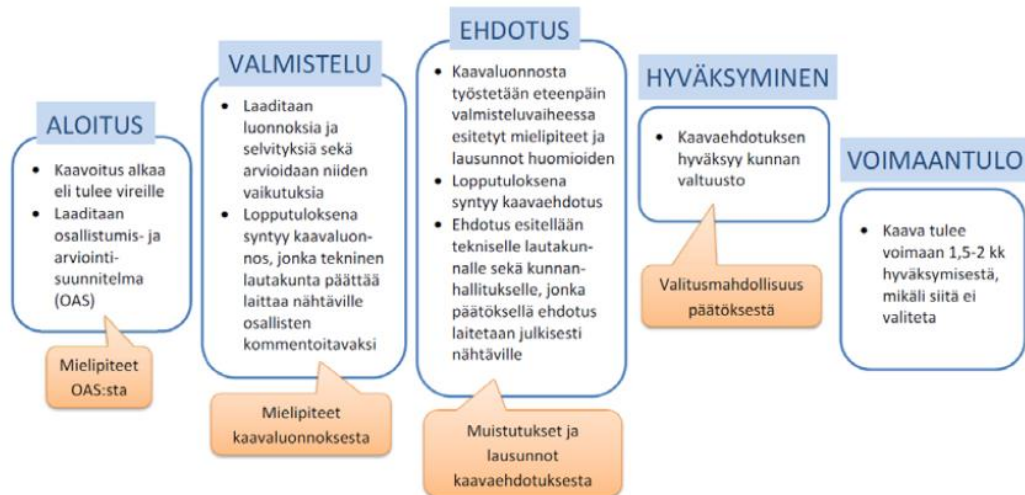 ALOITUS
• Kaavoitus alkaa
eli tulee vireille
• Laaditaan
osallistumis- ja
arviointi-
suunnitelma
(OAS)
Mielipiteet
OAS:sta
VALMISTELU
• Laaditaan
luonnoksia ja
selvityksiä sekä
arvioidaan niiden
vaikutuksia
• Lopputuloksena
syntyy kaavaluon-
nos, jonka tekninen
lautakunta päättää
laittaa nähtäville
osallisten
kommentoitavaksi
Mielipiteet
kaavaluonnoksesta
EHDOTUS
• Kaavaluonnosta
työstetään eteenpäin
valmisteluvaiheessa
esitetyt mielipiteet ja
lausunnot huomioiden
• Lopputuloksena
syntyy kaavaehdotus
• Ehdotus esitellään
tekniselle lautakun-
nalle sekä kunnan-
hallitukselle, jonka
päätöksellä ehdotus
laitetaan julkisesti
nähtäville
Muistutukset ja
lausunnot
kaavaehdotuksesta
HYVÄKSYMINEN
• Kaavaehdotuksen
hyväksyy kunnan
valtuusto
Valitusmahdollisuus
päätöksestä
VOIMAANTULO
• Kaava tulee
voimaan 1,5-2 kk
hyväksymisestä,
mikäli siitä ei
valiteta